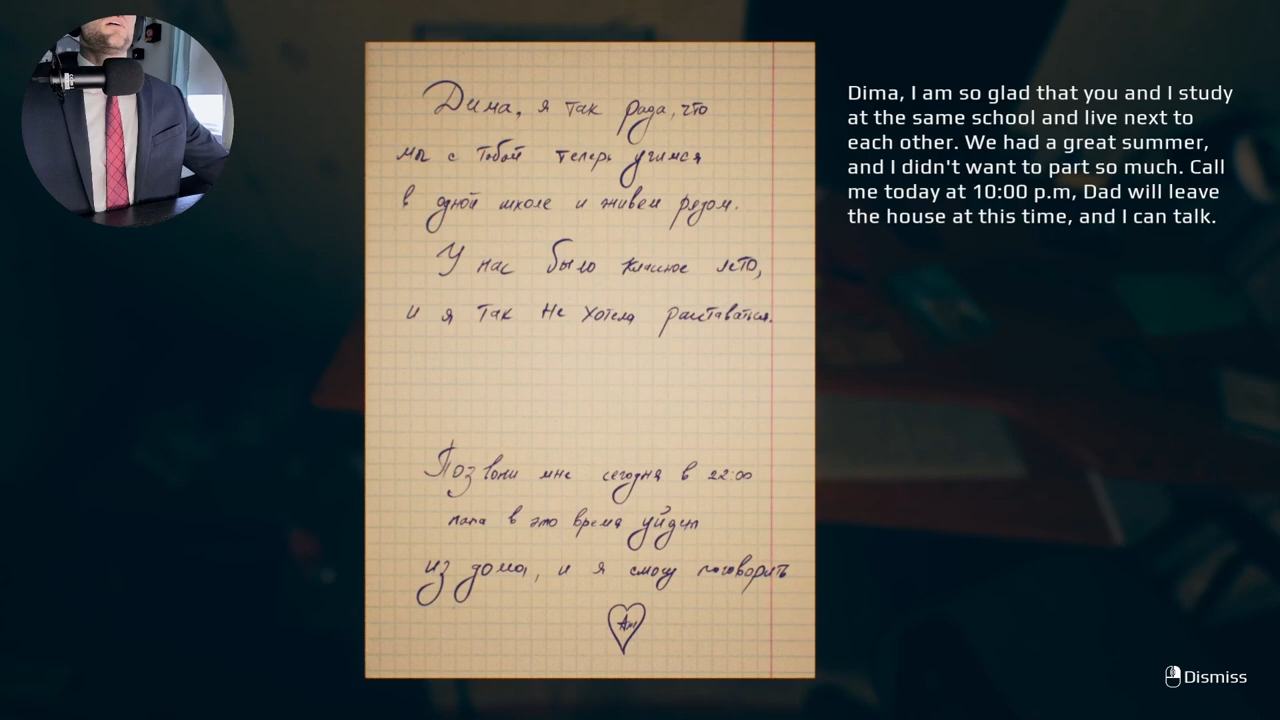 Дима, я так рада, что
мы с тобой теперь учимся
в одной школе и живем рядом.
У нас было классное лето,
и я так не хотела расставаться.
Позвони мне сегодня в 22:00
папа в это время уйдёт
из дома, и я смогу поговорить
Dima, I am so glad that you and I study
at the same school and live next to
each other. We had a great summer,
and I didn't want to part so much. Call
me today at 10:00 p.m, Dad will leave
the house at this time, and I can talk.
Dismiss